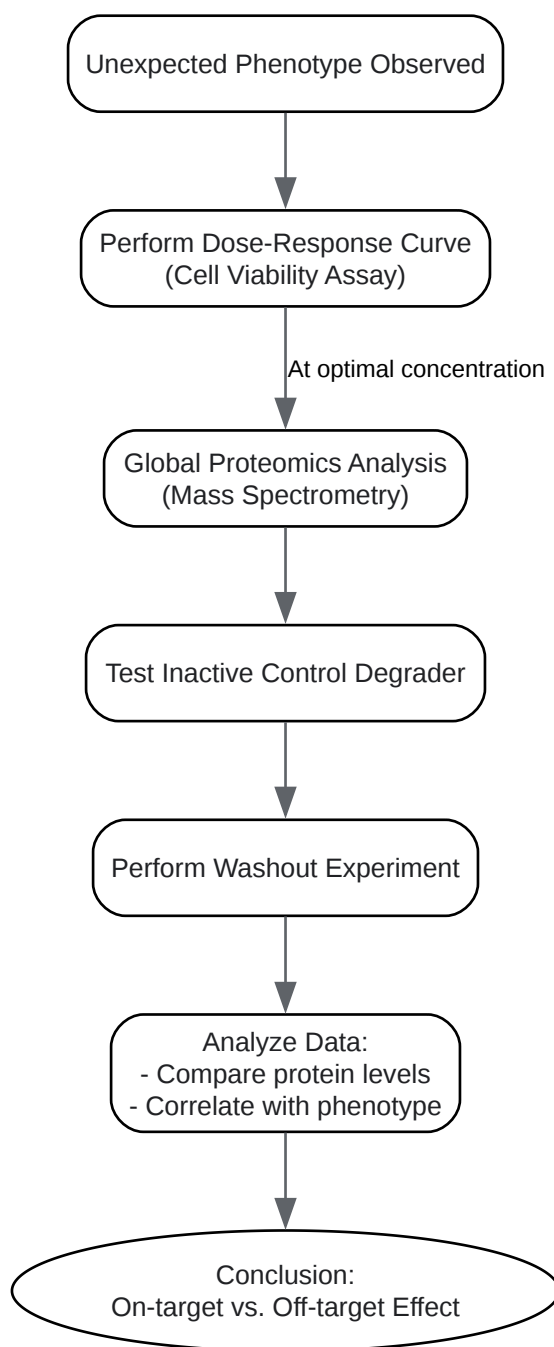 Unexpected Phenotype Observed
Perform Dose-Response Curve
(Cell Viability Assay)
At optimal concentration
Global Proteomics Analysis
(Mass Spectrometry)
Test Inactive Control Degrader
Perform Washout Experiment
Analyze Data:
- Compare protein levels
- Correlate with phenotype
Conclusion:
On-target vs. Off-target Effect